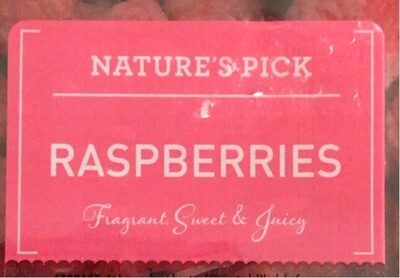 NATURE'S PICK
RASPBERRIES
Fragrant, Sweet & Juicy